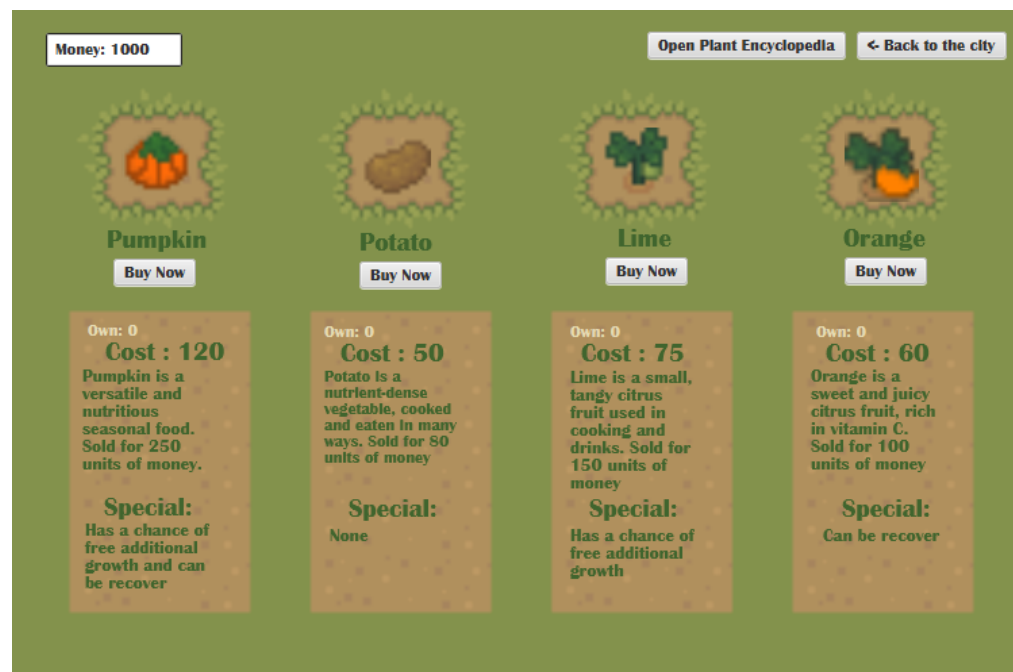 Money: 1000
Open Plant Encyclopedia
<- Back to the city
Pumpkin
Buy Now
Potato
Buy Now
Lime
Buy Now
Orange
Buy Now
Own: 0
Cost : 120
Pumpkin is a
versatile and
nutritious
seasonal food.
Sold for 250
units of money.
Special:
Has a chance of
free additional
growth and can
be recover
Own: 0
Cost : 50
Potato is a
nutrient-dense
vegetable, cooked
and eaten in many
ways. Sold for 80
units of money
Special:
None
Own: 0
Cost : 75
Lime is a small,
tangy citrus
fruit used in
cooking and
drinks. Sold for
150 units of
money
Special:
Has a chance of
free additional
growth
Own: 0
Cost : 60
Orange is a
sweet and juicy
citrus fruit, rich
in vitamin C.
Sold for 100
units of money
Special:
Can be recover